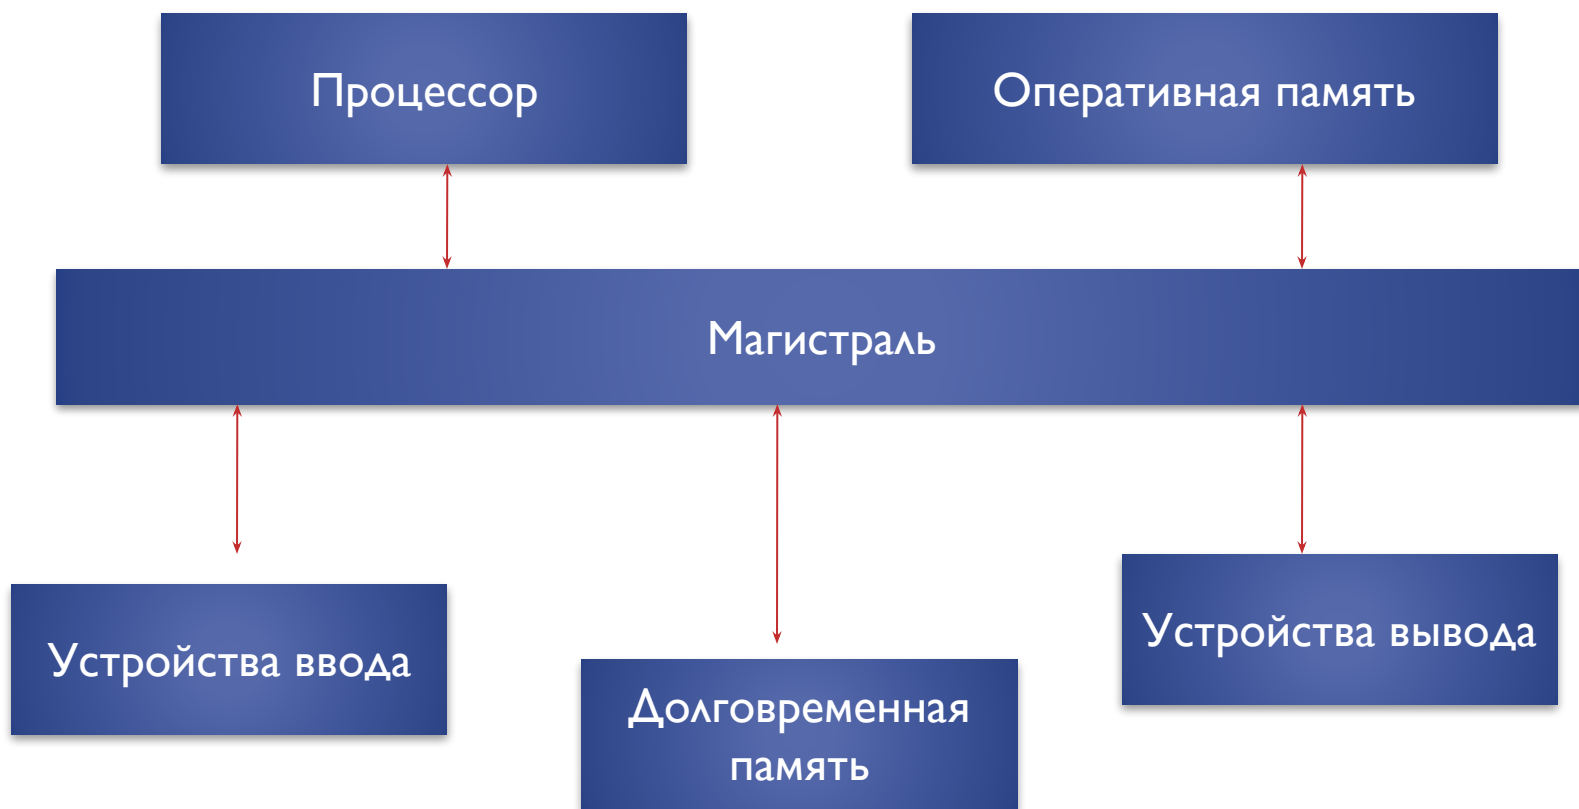 Процессор
Оперативная память
Магистраль
Устройства ввода
Устройства вывода
Долговременная
память